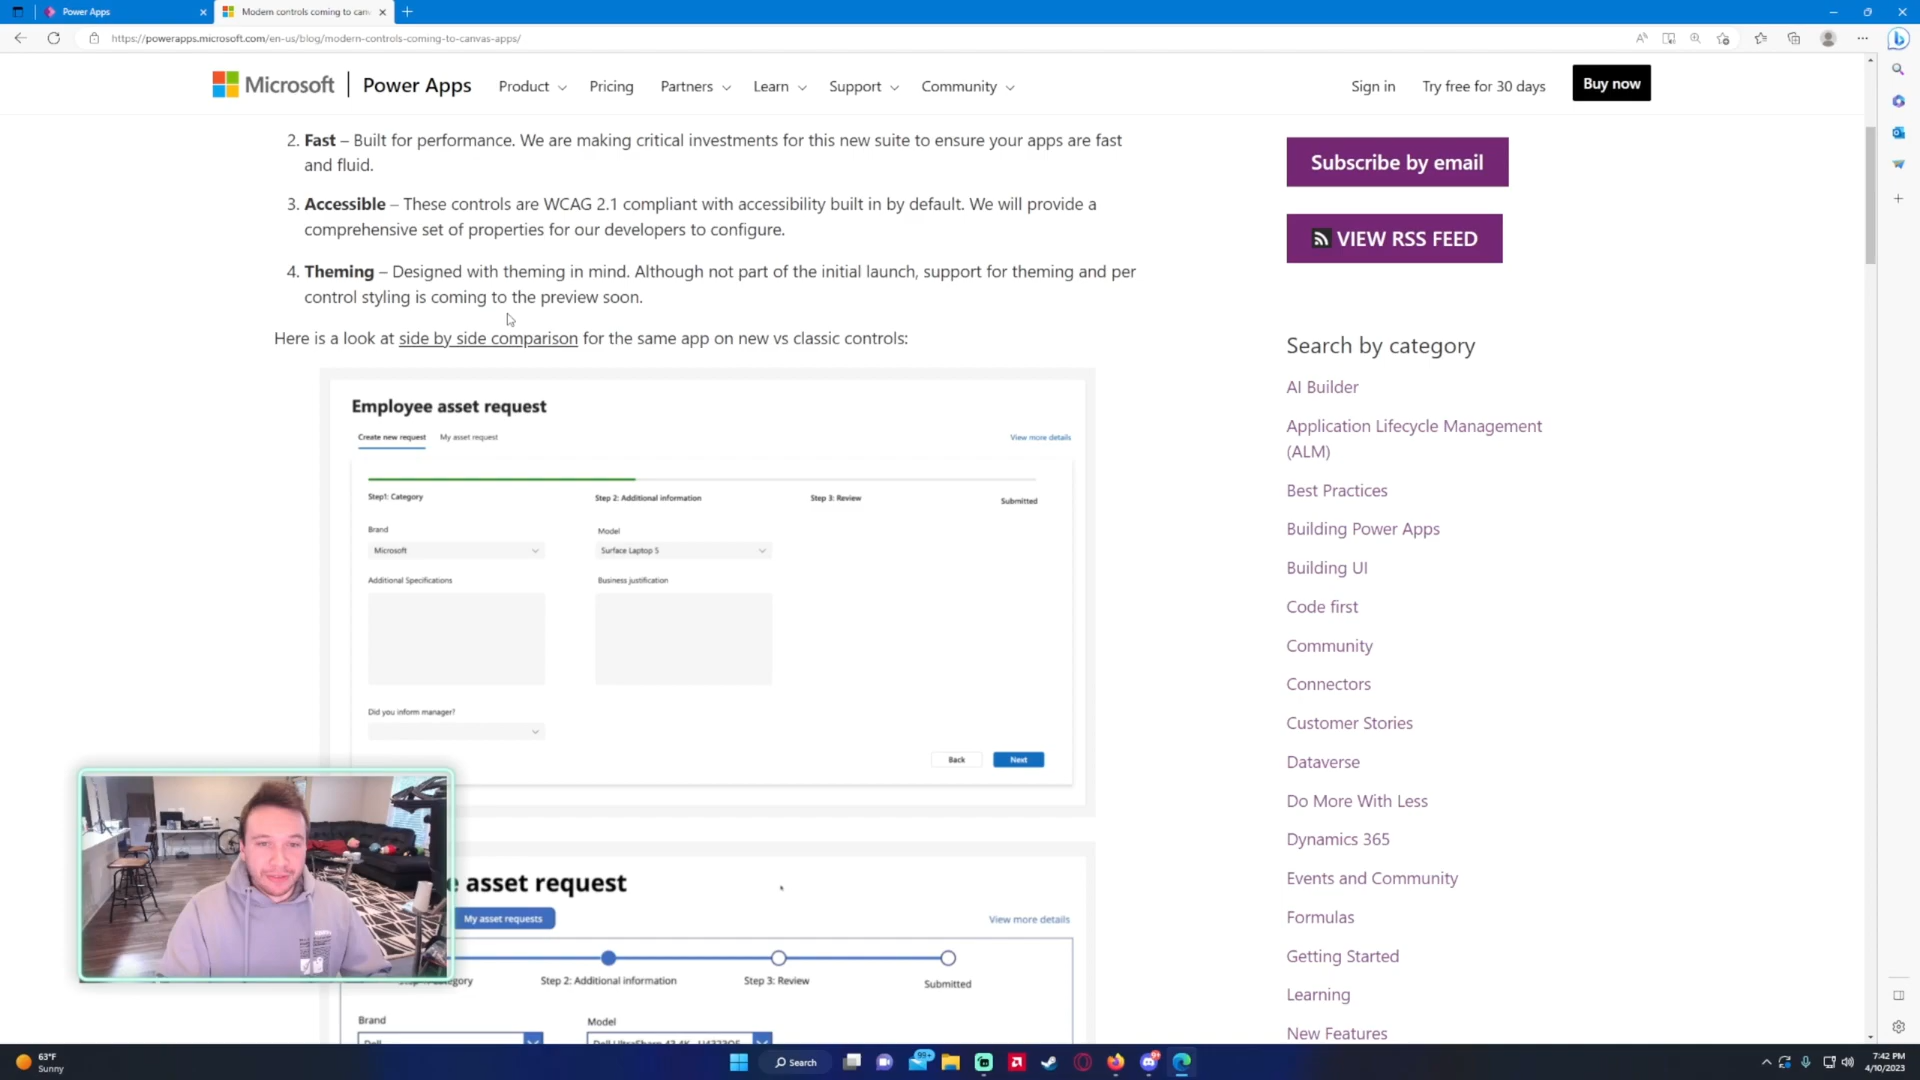 Power Apps
Modern controls coming to can
https://powerapps.microsoft.com/en-us/blog/modern-controls-coming-to-canvas-apps/
Microsoft | Power Apps Product Pricing Partners Learn Support Community Sign in Try free for 30 days Buy now
2. Fast – Built for performance. We are making critical investments for this new suite to ensure your apps are fast
and fluid.
3. Accessible – These controls are WCAG 2.1 compliant with accessibility built in by default. We will provide a
comprehensive set of properties for our developers to configure.
4. Theming – Designed with theming in mind. Although not part of the initial launch, support for theming and per
control styling is coming to the preview soon.
Here is a look at side by side comparison for the same app on new vs classic controls:
Employee asset request
Create new request My asset request View more details
Step1: Category Step 2: Additional information Step 3: Review Submitted
Brand Model
Microsoft Surface Laptop 5
Additional Specifications Business justification
Did you inform manager?
Back Next
e asset request
My asset requests View more details
Step 2: Additional information Step 3: Review Submitted
Brand Model
Dell
Subscribe by email
VIEW RSS FEED
Search by category
AI Builder
Application Lifecycle Management
(ALM)
Best Practices
Building Power Apps
Building UI
Code first
Community
Connectors
Customer Stories
Dataverse
Do More With Less
Dynamics 365
Events and Community
Formulas
Getting Started
Learning
New Features
63°F
Sunny
Search
99+
7:42 PM
4/10/2023